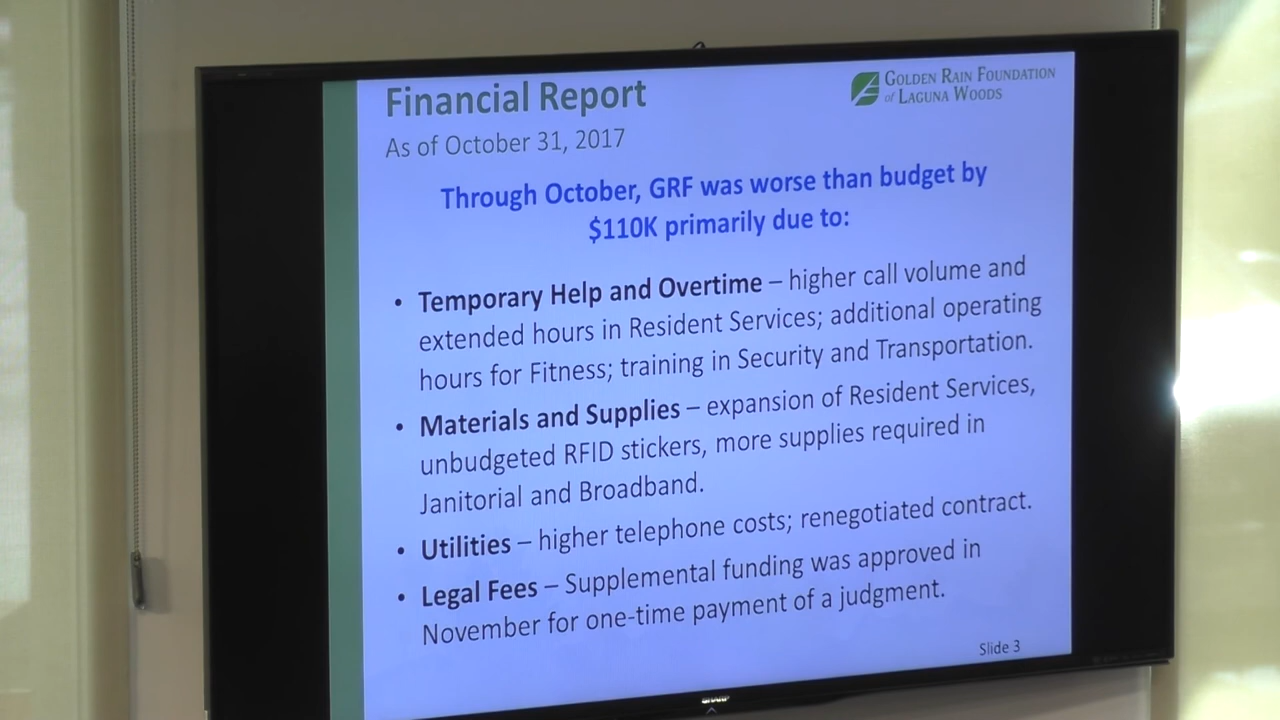 Financial Report
GOLDEN RAIN FOUNDATION
of LAGUNA WOODS
As of October 31, 2017
Through October, GRF was worse than budget by
$110K primarily due to:
• Temporary Help and Overtime – higher call volume and
extended hours in Resident Services; additional operating
hours for Fitness; training in Security and Transportation.
• Materials and Supplies – expansion of Resident Services,
unbudgeted RFID stickers, more supplies required in
Janitorial and Broadband.
• Utilities – higher telephone costs; renegotiated contract.
• Legal Fees – Supplemental funding was approved in
November for one-time payment of a judgment.
Slide 3
SHARP